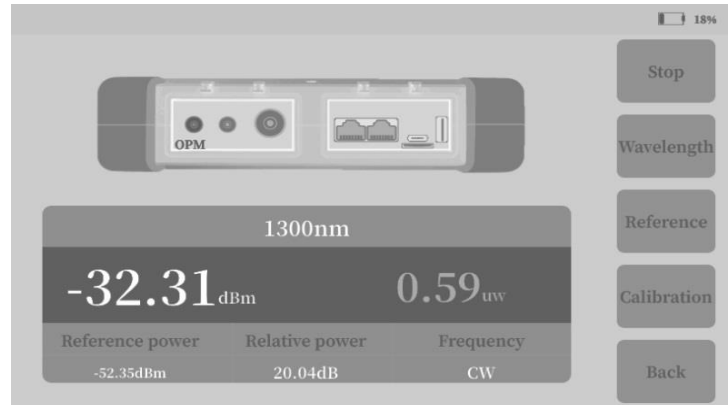 18%
Stop
OPM
Wavelength
1300nm
Reference
-32.31dBm 0.59uw
Calibration
Reference power Relative power Frequency
-52.35dBm 20.04dB CW
Back